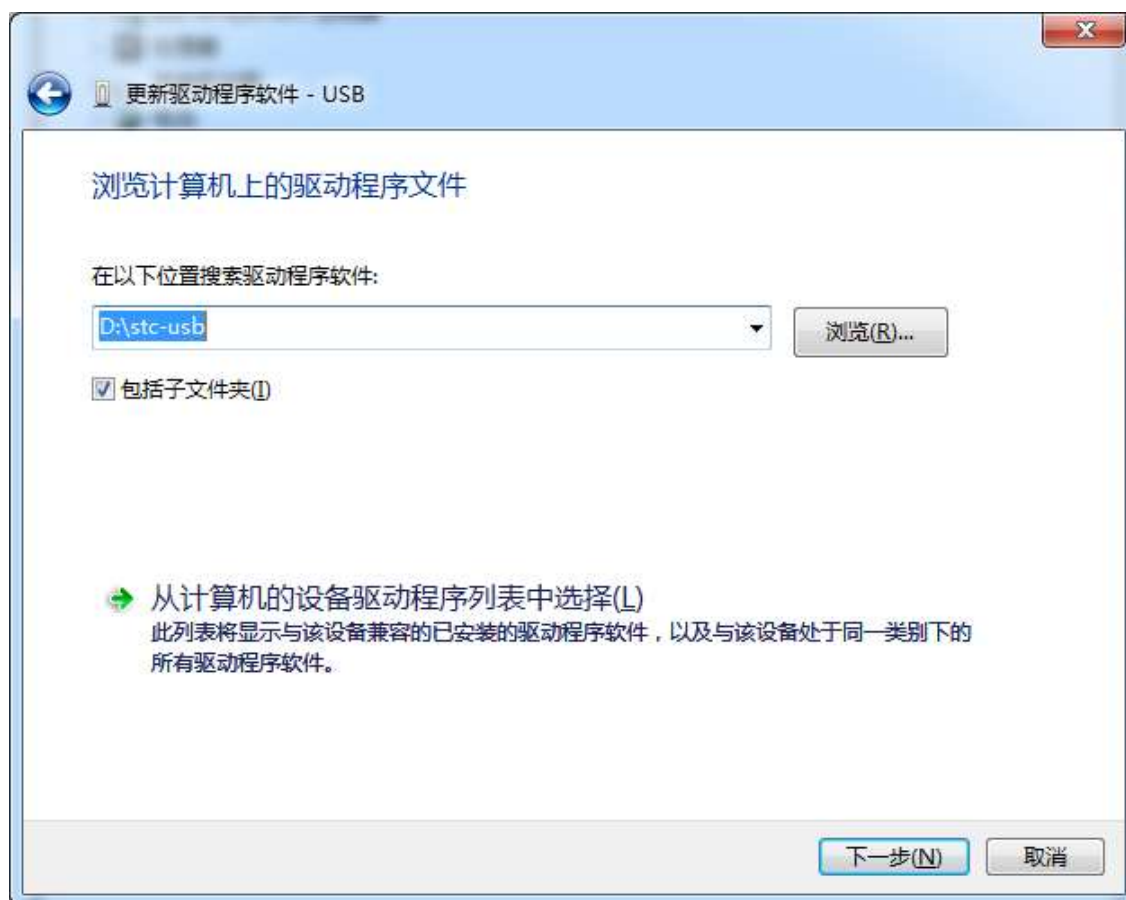 更新驱动程序软件 - USB
浏览计算机上的驱动程序文件
在以下位置搜索驱动程序软件:
D:\stc-usb
浏览(R)...
包括子文件夹(I)
从计算机的设备驱动程序列表中选择(L)
此列表将显示与该设备兼容的已安装的驱动程序软件，以及与该设备处于同一类别下的
所有驱动程序软件。
下一步(N)
取消